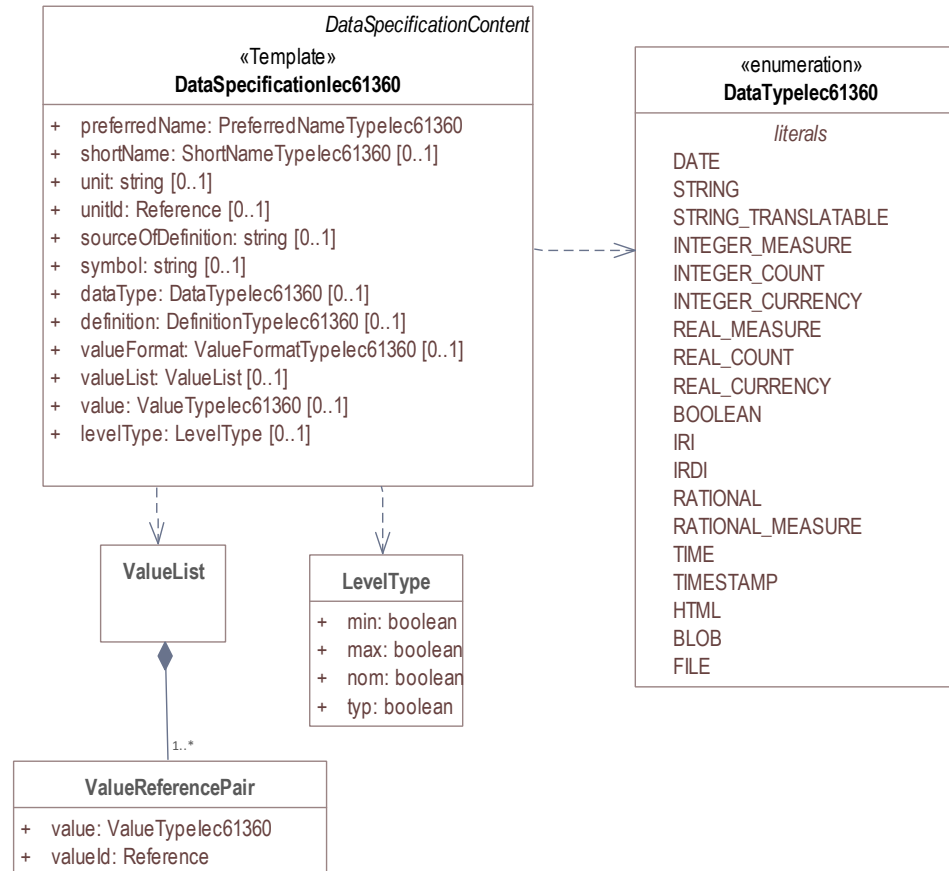 DataSpecificationContent
«Template»
DataSpecificationIec61360
+ preferredName: PreferredNameTypeIec61360
+ shortName: ShortNameTypeIec61360 [0..1]
+ unit: string [0..1]
+ unitId: Reference [0..1]
+ sourceOfDefinition: string [0..1]
+ symbol: string [0..1]
+ dataType: DataTypeIec61360 [0..1]
+ definition: DefinitionTypeIec61360 [0..1]
+ valueFormat: ValueFormatTypeIec61360 [0..1]
+ valueList: ValueList [0..1]
+ value: ValueTypeIec61360 [0..1]
+ levelType: LevelType [0..1]
«enumeration»
DataTypeIec61360
literals
DATE
STRING
STRING_TRANSLATABLE
INTEGER_MEASURE
INTEGER_COUNT
INTEGER_CURRENCY
REAL_MEASURE
REAL_COUNT
REAL_CURRENCY
BOOLEAN
IRI
IRDI
RATIONAL
RATIONAL_MEASURE
TIME
TIMESTAMP
HTML
BLOB
FILE
ValueList
LevelType
+ min: boolean
+ max: boolean
+ nom: boolean
+ typ: boolean
1..*
ValueReferencePair
+ value: ValueTypeIec61360
+ valueId: Reference